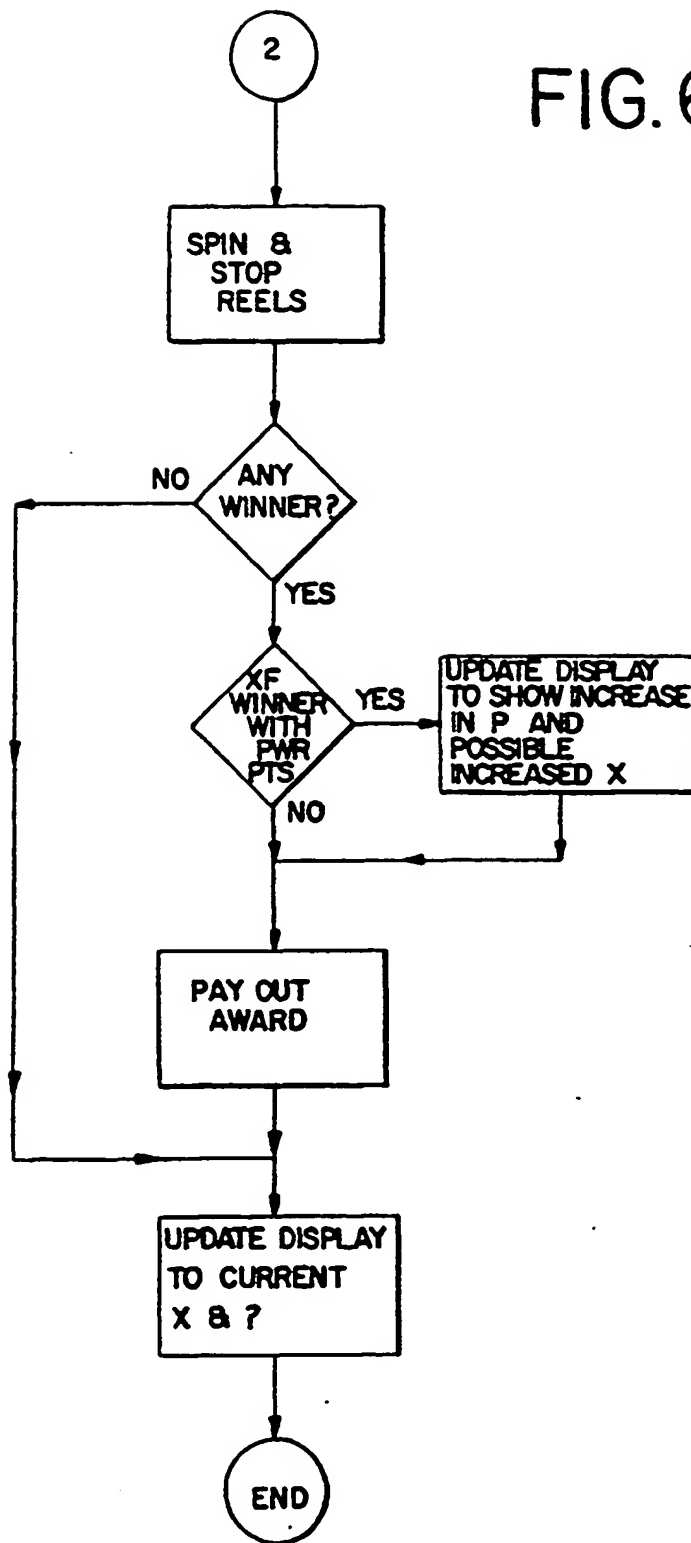 2
FIG. 6
SPIN &
STOP
REELS
NO
ANY
WINNER?
YES
XF
WINNER
WITH
PWR
PTS
YES
UPDATE DISPLAY
TO SHOW INCREASE
IN P AND
POSSIBLE
INCREASED X
NO
PAY OUT
AWARD
UPDATE DISPLAY
TO CURRENT
X & ?
END